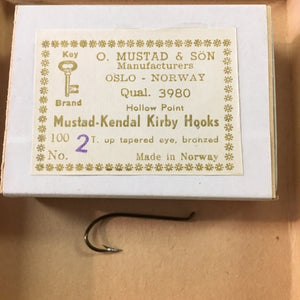 Key
O. MUSTAD & SÖN
Manufacturers
OSLO - NORWAY
Brand
Qual. 3980
Hollow Point
Mustad-Kendal Kirby Hooks
100 2 T. up tapered eye, bronzed
No. Made in Norway